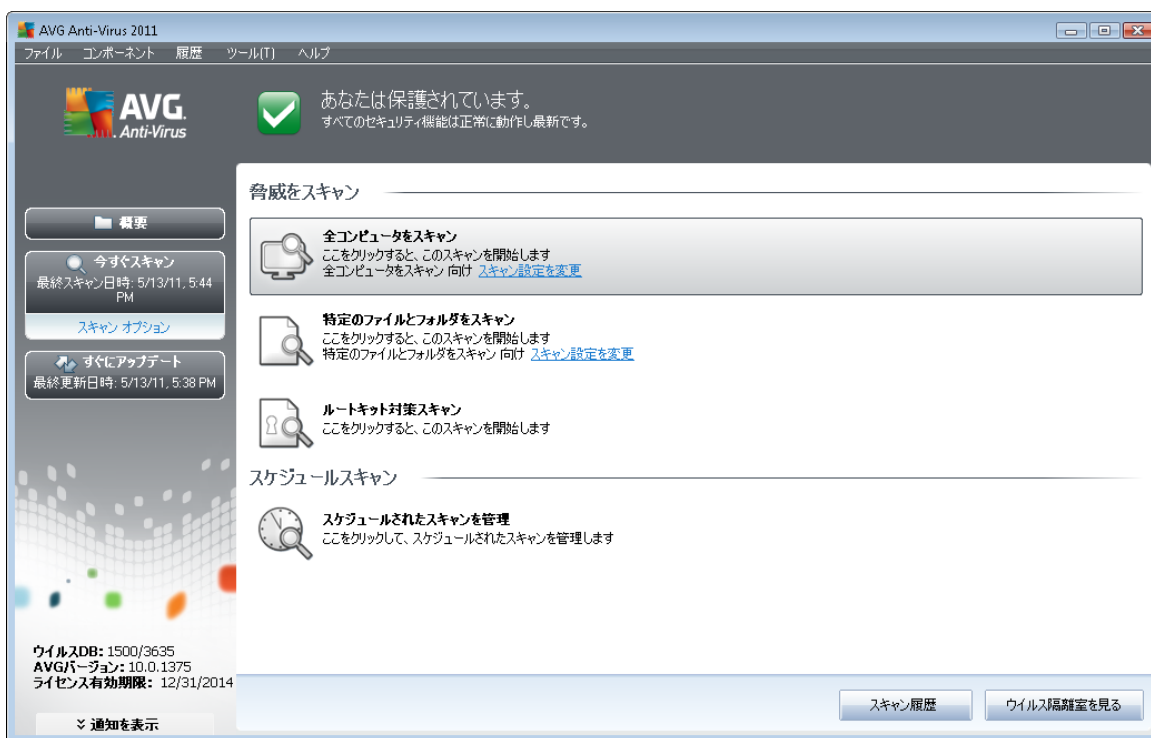 AVG Anti-Virus 2011
ファイル コンポーネント 履歴 ツール(T) ヘルプ
AVG.
Anti-Virus
あなたは保護されています。
すべてのセキュリティ機能は正常に動作し最新です。
概要
今すぐスキャン
最終スキャン日時: 5/13/11, 5:44
PM
スキャン オプション
すぐにアップデート
最終更新日時: 5/13/11, 5:38 PM
脅威をスキャン
全コンピュータをスキャン
ここをクリックすると、このスキャンを開始します
全コンピュータをスキャン 向け スキャン設定を変更
特定のファイルとフォルダをスキャン
ここをクリックすると、このスキャンを開始します
特定のファイルとフォルダをスキャン 向け スキャン設定を変更
ルートキット対策スキャン
ここをクリックすると、このスキャンを開始します
スケジュールスキャン
スケジュールされたスキャンを管理
ここをクリックして、スケジュールされたスキャンを管理します
ウイルスDB: 1500/3635
AVGバージョン: 10.0.1375
ライセンス有効期限: 12/31/2014
通知を表示
スキャン履歴
ウイルス隔離室を見る